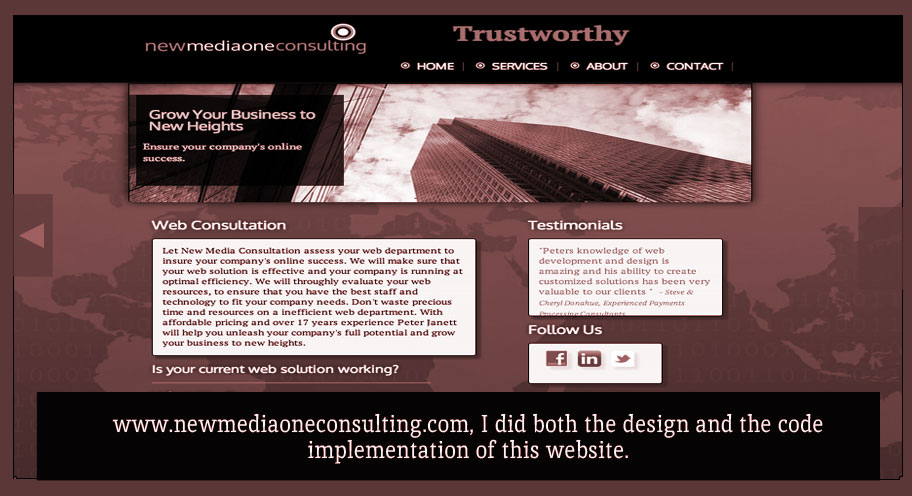 newmediaoneconsulting
Trustworthy
HOME
SERVICES
ABOUT
CONTACT
Grow Your Business to
New Heights
Ensure your company's online
success.
Web Consultation
Let New Media Consultation assess your web department to
insure your company's online success. We will make sure that
your web solution is effective and your company is running at
optimal efficiency. We will throughly evaluate your web
resources, to ensure that you have the best staff and
technology to fit your company needs. Don't waste precious
time and resources on a inefficient web department. With
affordable pricing and over 17 years experience Peter Janett
will help you unleash your company's full potential and grow
your business to new heights.
Is your current web solution working?
Testimonials
"Peters knowledge of web
development and design is
amazing and his ability to create
customized solutions has been very
valuable to our clients " - Steve &
Cheryl Donahue, Experienced Payments
Processing Consultants
Follow Us
f in
www.newmediaoneconsulting.com, I did both the design and the code
implementation of this website.